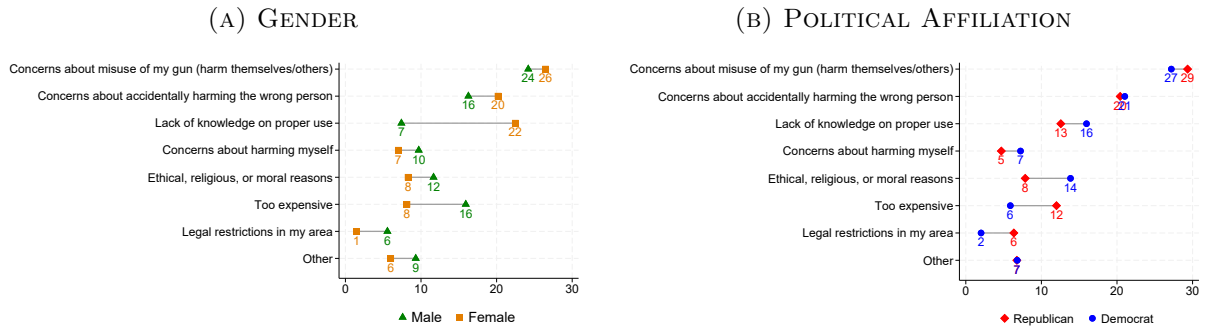 (A) GENDER
Concerns about misuse of my gun (harm themselves/others)
24 26
Concerns about accidentally harming the wrong person
16 20
Lack of knowledge on proper use
7 22
Concerns about harming myself
7 10
Ethical, religious, or moral reasons
8 12
Too expensive
8 16
Legal restrictions in my area
1 6
Other
6 9
0 10 20 30
Male Female
(B) POLITICAL AFFILIATION
Concerns about misuse of my gun (harm themselves/others)
27 29
Concerns about accidentally harming the wrong person
20 21
Lack of knowledge on proper use
13 16
Concerns about harming myself
5 7
Ethical, religious, or moral reasons
8 14
Too expensive
6 12
Legal restrictions in my area
2 6
Other
7 7
0 10 20 30
Republican Democrat